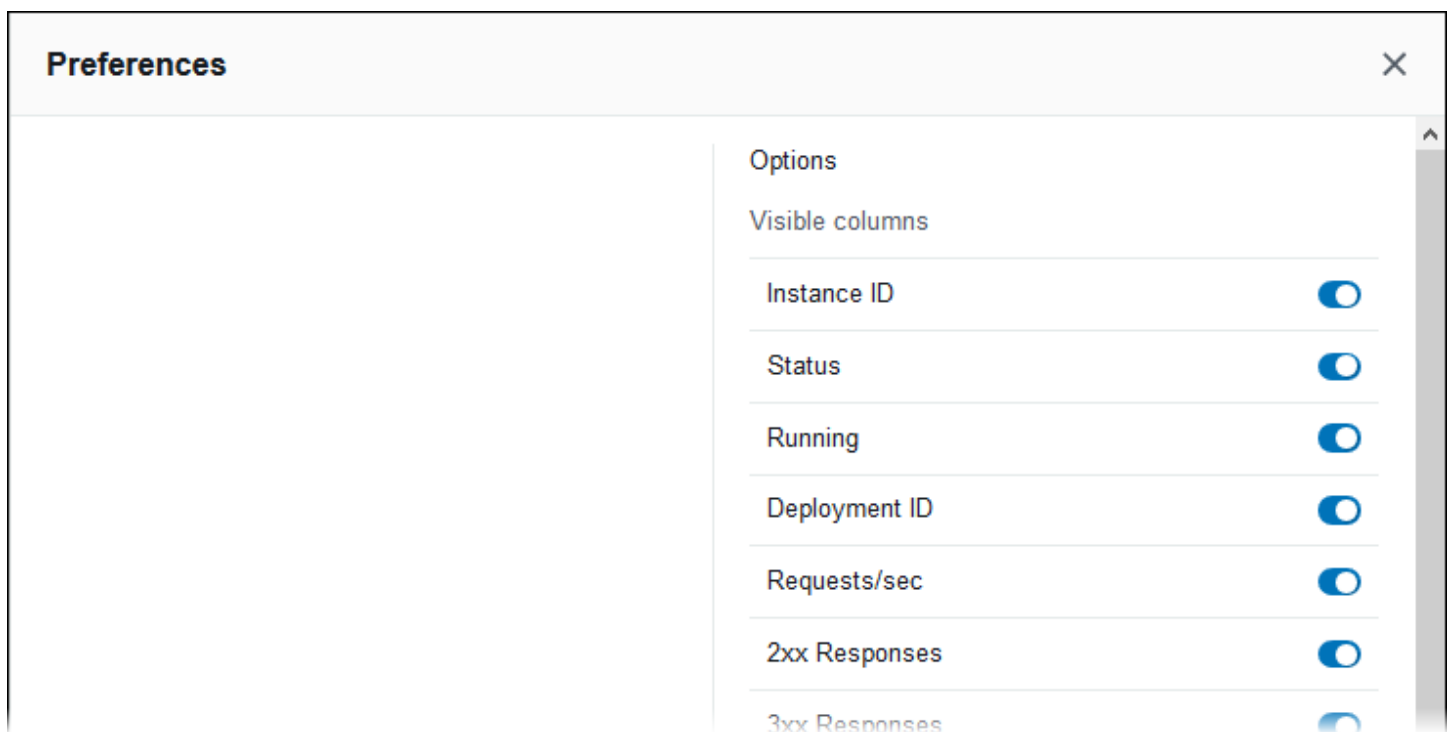 Preferences
Options
Visible columns
Instance ID
Status
Running
Deployment ID
Requests/sec
2xx Responses
3xx Responses